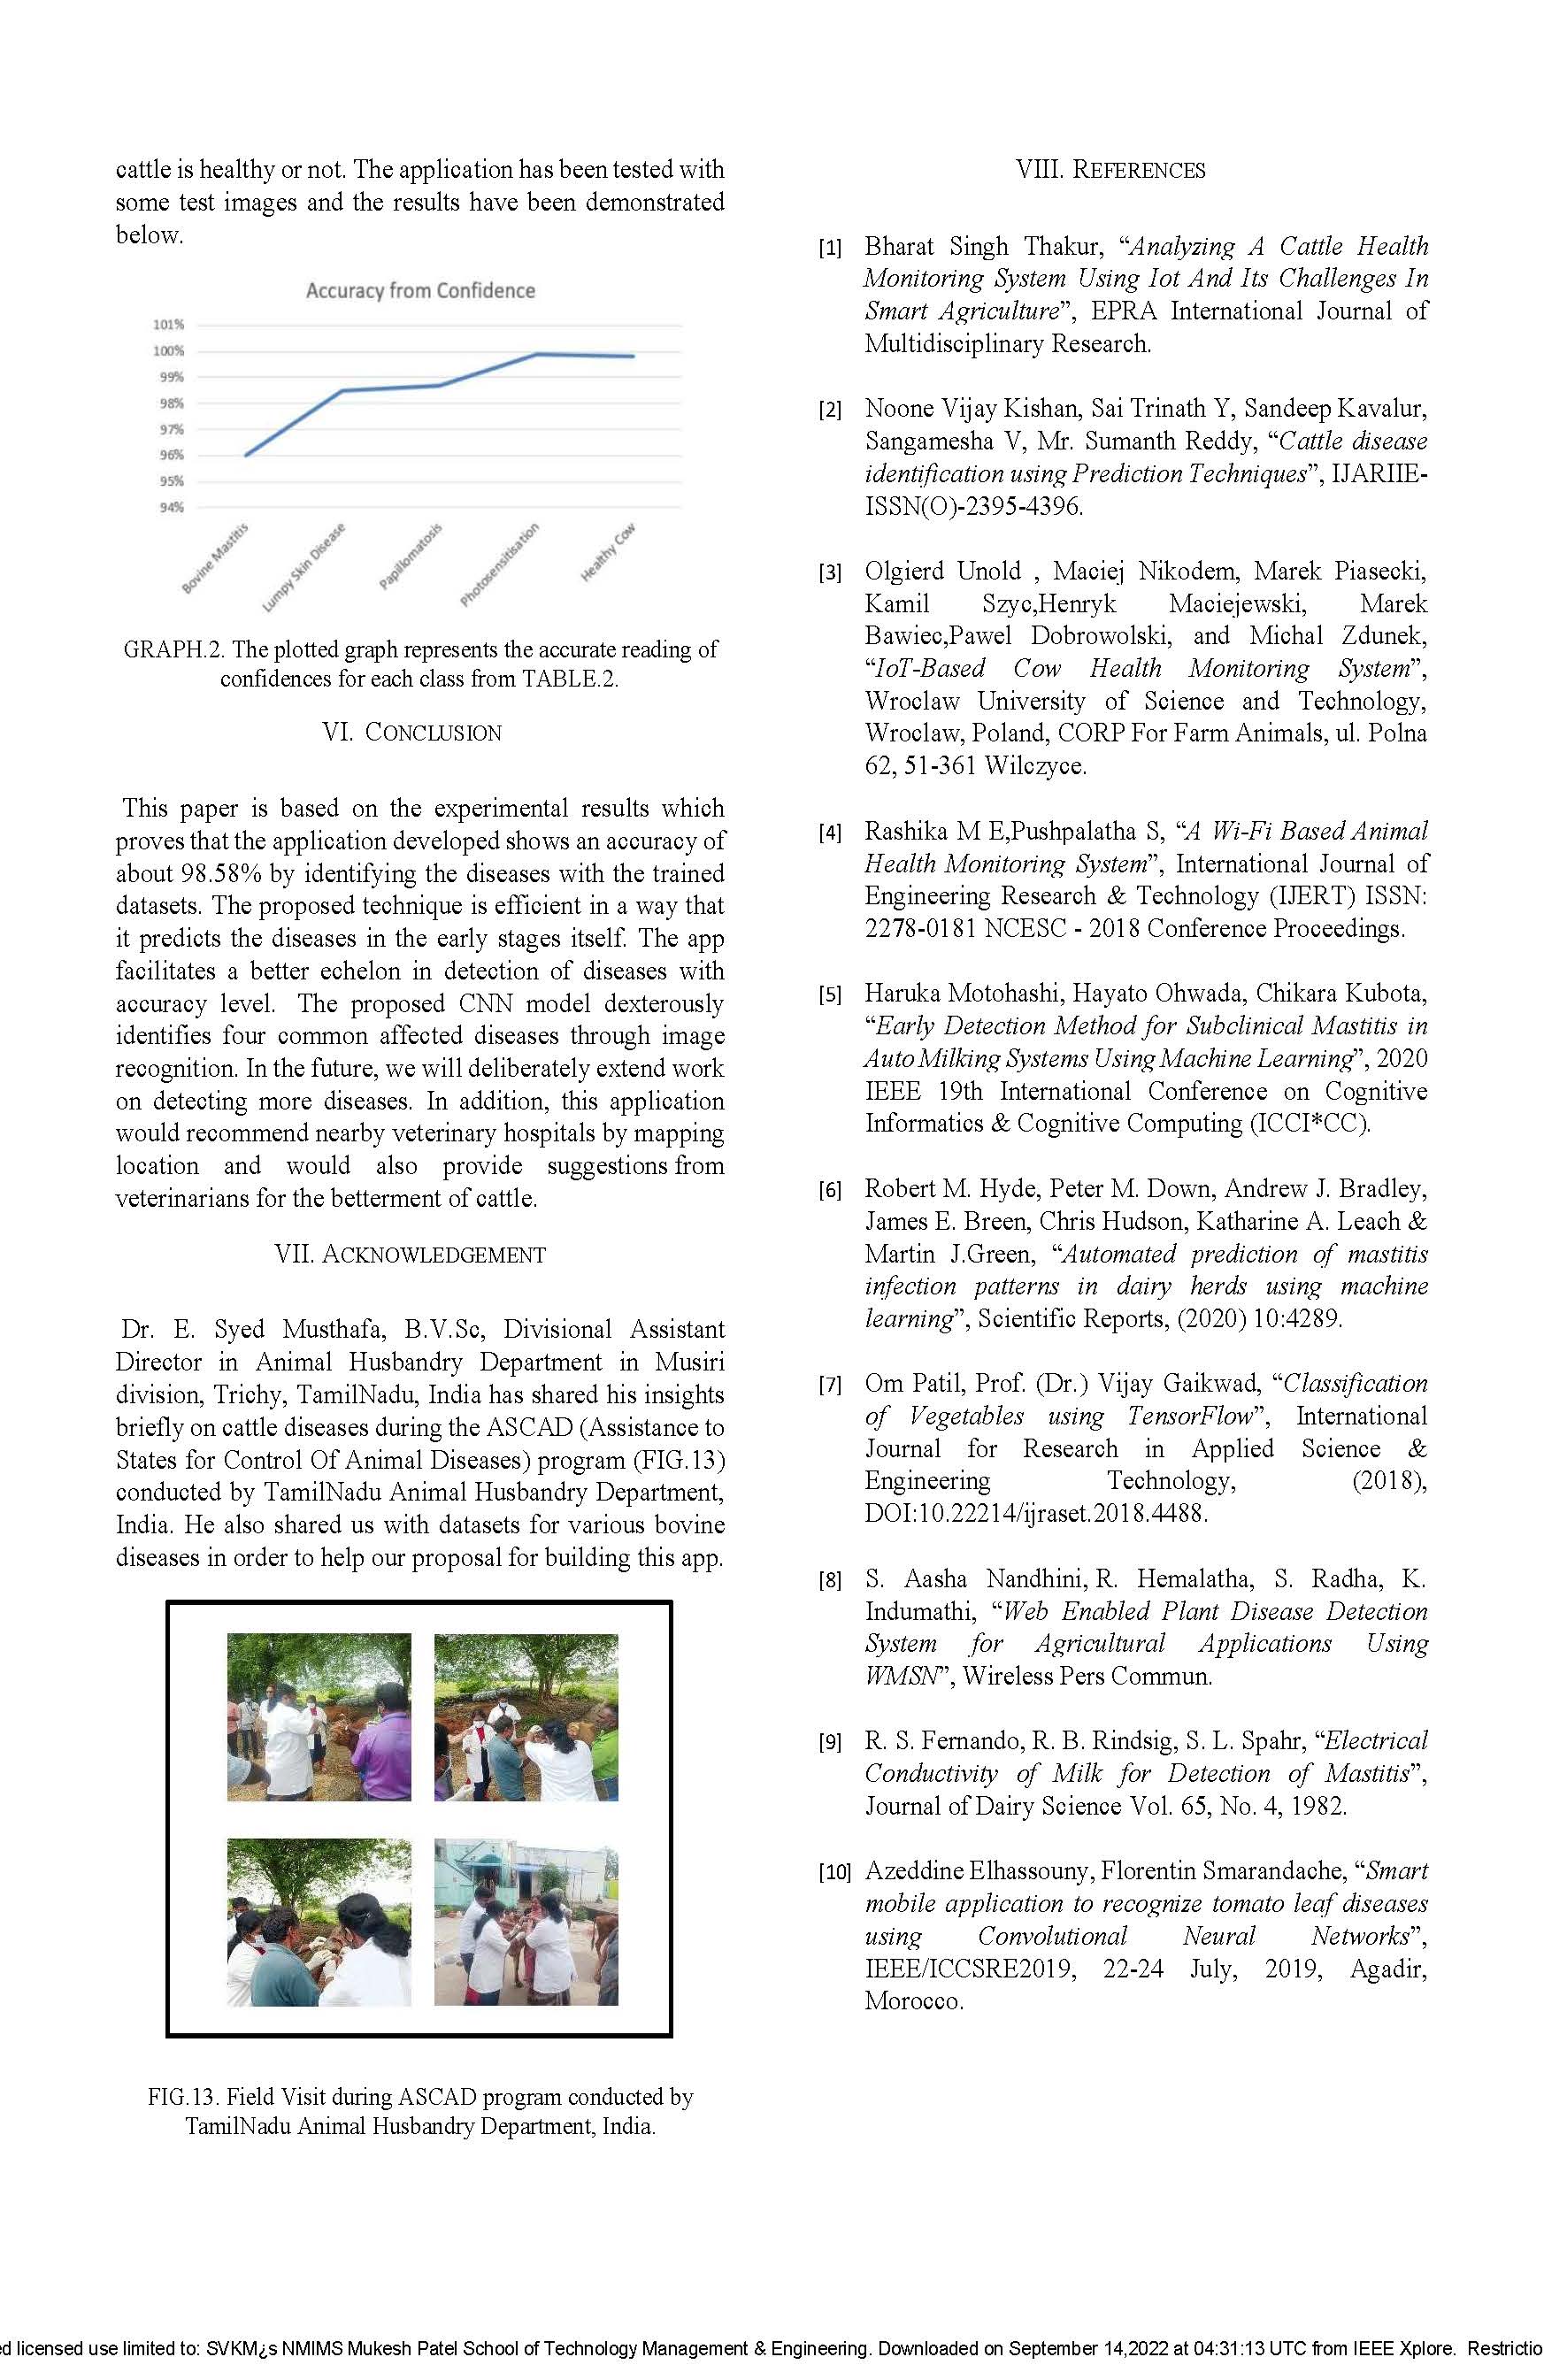 cattle is healthy or not. The application has been tested with
some test images and the results have been demonstrated
below.
Accuracy from Confidence
101%
100%
99%
98%
97%
96%
95%
94%
Bovine Mastitis
Lumpy Skin Disease
Papillomatosis
Photosensitisation
Healthy Cow
GRAPH.2. The plotted graph represents the accurate reading of
confidences for each class from TABLE.2.
VI. CONCLUSION
This paper is based on the experimental results which
proves that the application developed shows an accuracy of
about 98.58% by identifying the diseases with the trained
datasets. The proposed technique is efficient in a way that
it predicts the diseases in the early stages itself. The app
facilitates a better echelon in detection of diseases with
accuracy level. The proposed CNN model dexterously
identifies four common affected diseases through image
recognition. In the future, we will deliberately extend work
on detecting more diseases. In addition, this application
would recommend nearby veterinary hospitals by mapping
location and would also provide suggestions from
veterinarians for the betterment of cattle.
VII. ACKNOWLEDGEMENT
Dr. E. Syed Musthafa, B.V.Sc, Divisional Assistant
Director in Animal Husbandry Department in Musiri
division, Trichy, TamilNadu, India has shared his insights
briefly on cattle diseases during the ASCAD (Assistance to
States for Control Of Animal Diseases) program (FIG.13)
conducted by TamilNadu Animal Husbandry Department,
India. He also shared us with datasets for various bovine
diseases in order to help our proposal for building this app.
FIG.13. Field Visit during ASCAD program conducted by
TamilNadu Animal Husbandry Department, India.
VIII. REFERENCES
[1] Bharat Singh Thakur, “Analyzing A Cattle Health
Monitoring System Using Iot And Its Challenges In
Smart Agriculture”, EPRA International Journal of
Multidisciplinary Research.
[2] Noone Vijay Kishan, Sai Trinath Y, Sandeep Kavalur,
Sangamesha V, Mr. Sumanth Reddy, “Cattle disease
identification using Prediction Techniques”, IJARIIE-
ISSN(O)-2395-4396.
[3] Olgierd Unold , Maciej Nikodem, Marek Piasecki,
Kamil Szyc,Henryk Maciejewski, Marek
Bawiec,Pawel Dobrowolski, and Michal Zdunek,
“IoT-Based Cow Health Monitoring System”,
Wroclaw University of Science and Technology,
Wroclaw, Poland, CORP For Farm Animals, ul. Polna
62, 51-361 Wilczyce.
[4] Rashika M E,Pushpalatha S, “A Wi-Fi Based Animal
Health Monitoring System”, International Journal of
Engineering Research & Technology (IJERT) ISSN:
2278-0181 NCESC - 2018 Conference Proceedings.
[5] Haruka Motohashi, Hayato Ohwada, Chikara Kubota,
“Early Detection Method for Subclinical Mastitis in
Auto Milking Systems Using Machine Learning”, 2020
IEEE 19th International Conference on Cognitive
Informatics & Cognitive Computing (ICCI*CC).
[6] Robert M. Hyde, Peter M. Down, Andrew J. Bradley,
James E. Breen, Chris Hudson, Katharine A. Leach &
Martin J.Green, “Automated prediction of mastitis
infection patterns in dairy herds using machine
learning”, Scientific Reports, (2020) 10:4289.
[7] Om Patil, Prof. (Dr.) Vijay Gaikwad, “Classification
of Vegetables using TensorFlow”, International
Journal for Research in Applied Science &
Engineering Technology, (2018),
DOI:10.22214/ijraset.2018.4488.
[8] S. Aasha Nandhini, R. Hemalatha, S. Radha, K.
Indumathi, “Web Enabled Plant Disease Detection
System for Agricultural Applications Using
WMSN”, Wireless Pers Commun.
[9] R. S. Fernando, R. B. Rindsig, S. L. Spahr, “Electrical
Conductivity of Milk for Detection of Mastitis”,
Journal of Dairy Science Vol. 65, No. 4, 1982.
[10] Azeddine Elhassouny, Florentin Smarandache, “Smart
mobile application to recognize tomato leaf diseases
using Convolutional Neural Networks”,
IEEE/ICCSRE2019, 22-24 July, 2019, Agadir,
Morocco.
ed licensed use limited to: SVKM¿s NMIMS Mukesh Patel School of Technology Management & Engineering. Downloaded on September 14,2022 at 04:31:13 UTC from IEEE Xplore. Restrictio